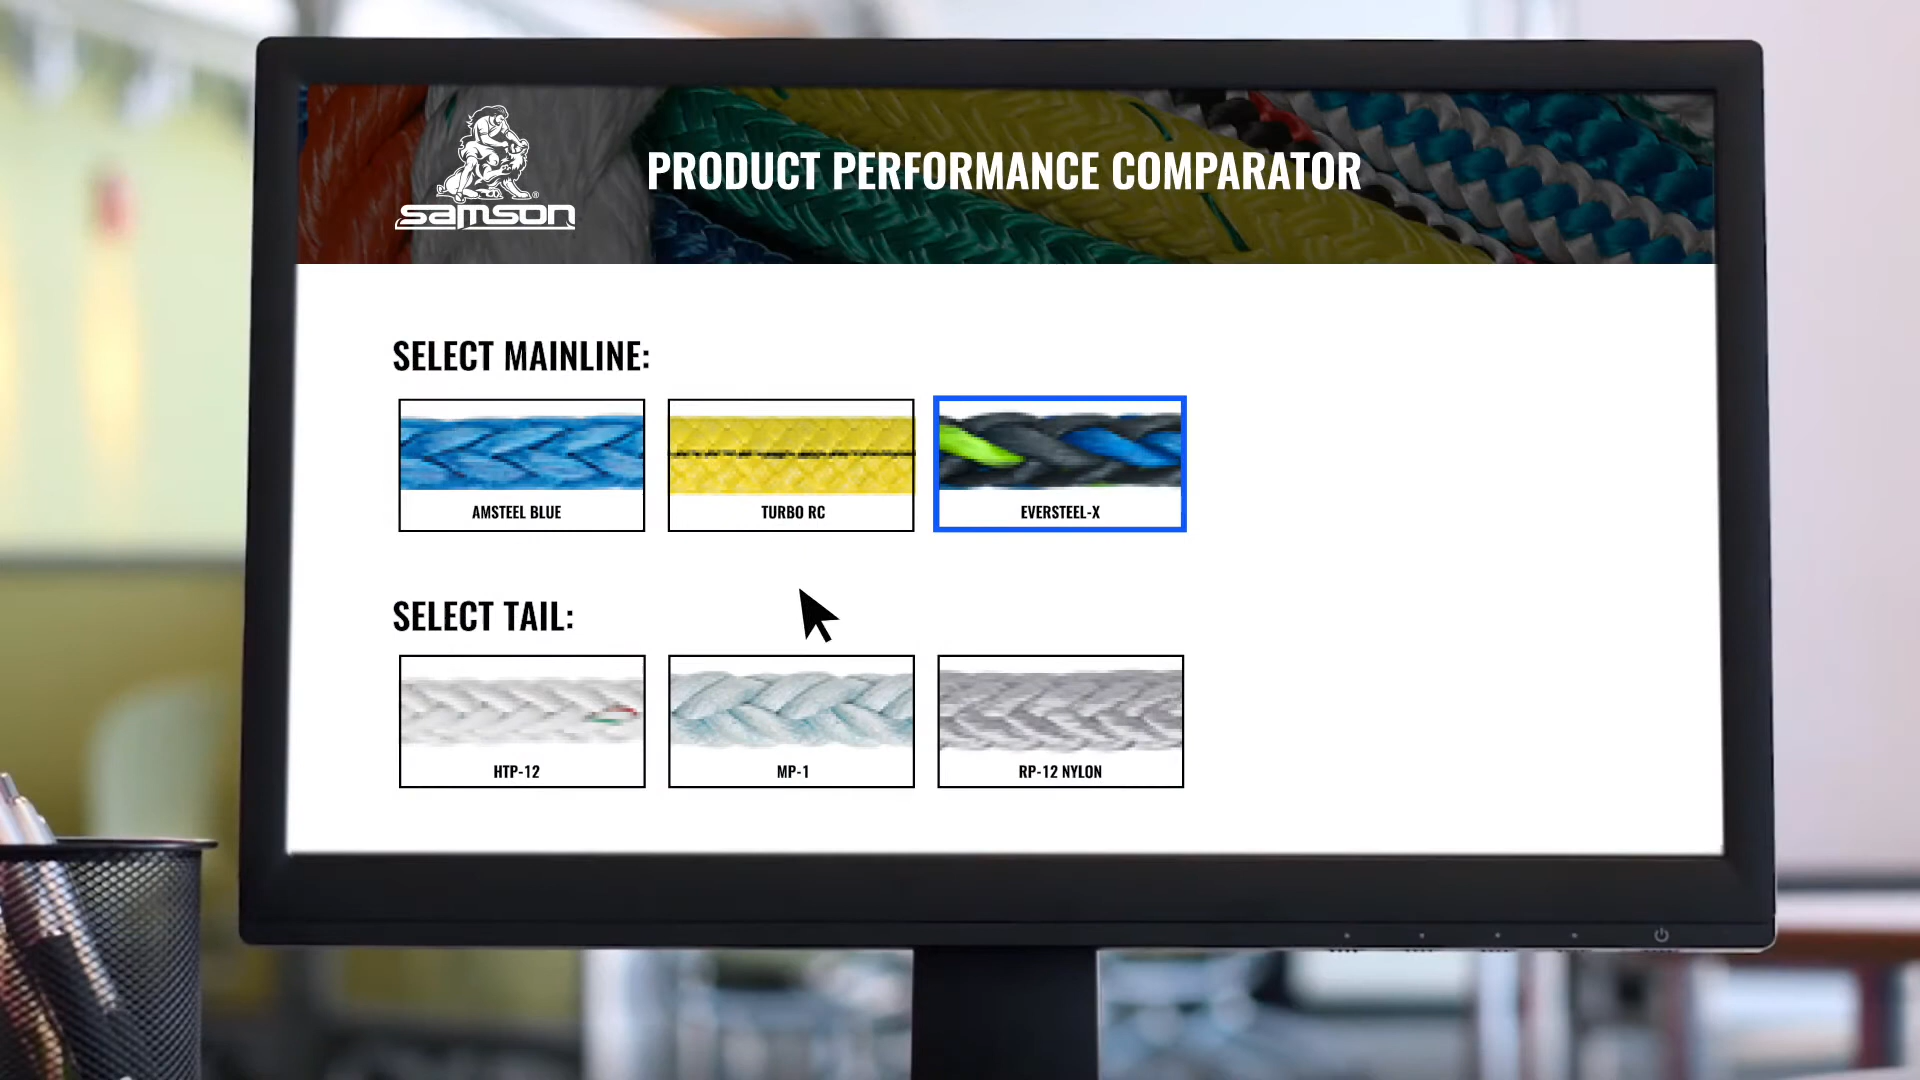 samson
®
PRODUCT PERFORMANCE COMPARATOR
SELECT MAINLINE:
AMSTEEL BLUE
TURBO RC
EVERSTEEL-X
SELECT TAIL:
HTP-12
MP-1
RP-12 NYLON